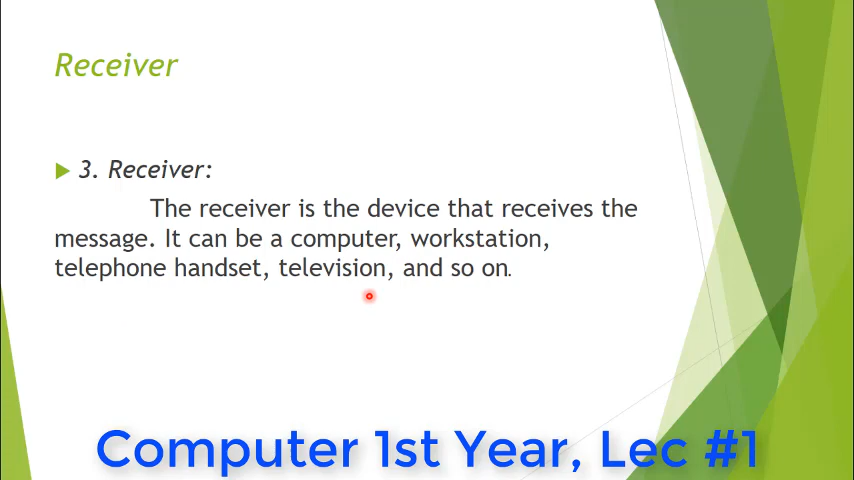 Receiver
3. Receiver:
The receiver is the device that receives the
message. It can be a computer, workstation,
telephone handset, television, and so on.
Computer 1st Year, Lec #1